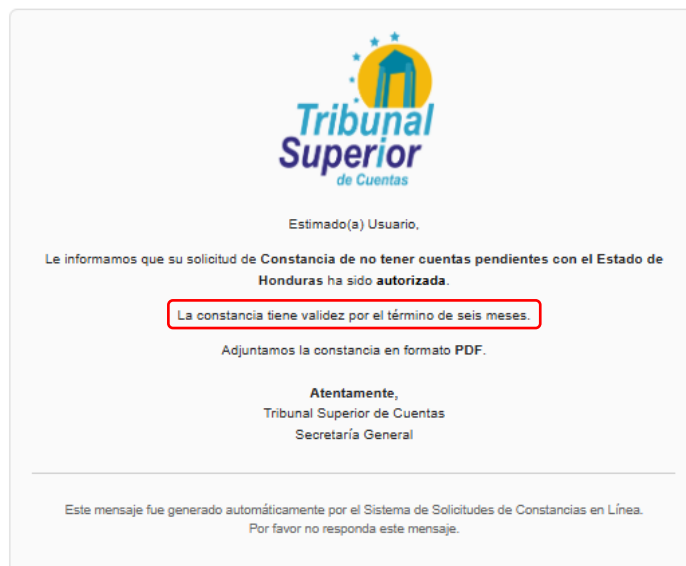 Tribunal
Superior
de Cuentas
Estimado(a) Usuario,
Le informamos que su solicitud de Constancia de no tener cuentas pendientes con el Estado de
Honduras ha sido autorizada.
La constancia tiene validez por el término de seis meses.
Adjuntamos la constancia en formato PDF.
Atentamente,
Tribunal Superior de Cuentas
Secretaría General
Este mensaje fue generado automáticamente por el Sistema de Solicitudes de Constancias en Línea.
Por favor no responda este mensaje.